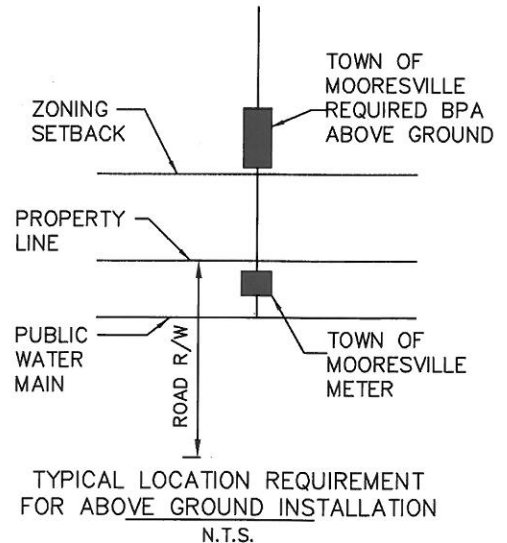 TOWN OF
MOORESVILLE
REQUIRED BPA
ABOVE GROUND
ZONING
SETBACK
PROPERTY
LINE
PUBLIC
WATER
MAIN
ROAD R/W
TOWN OF
MOORESVILLE
METER
TYPICAL LOCATION REQUIREMENT
FOR ABOVE GROUND INSTALLATION
N.T.S.